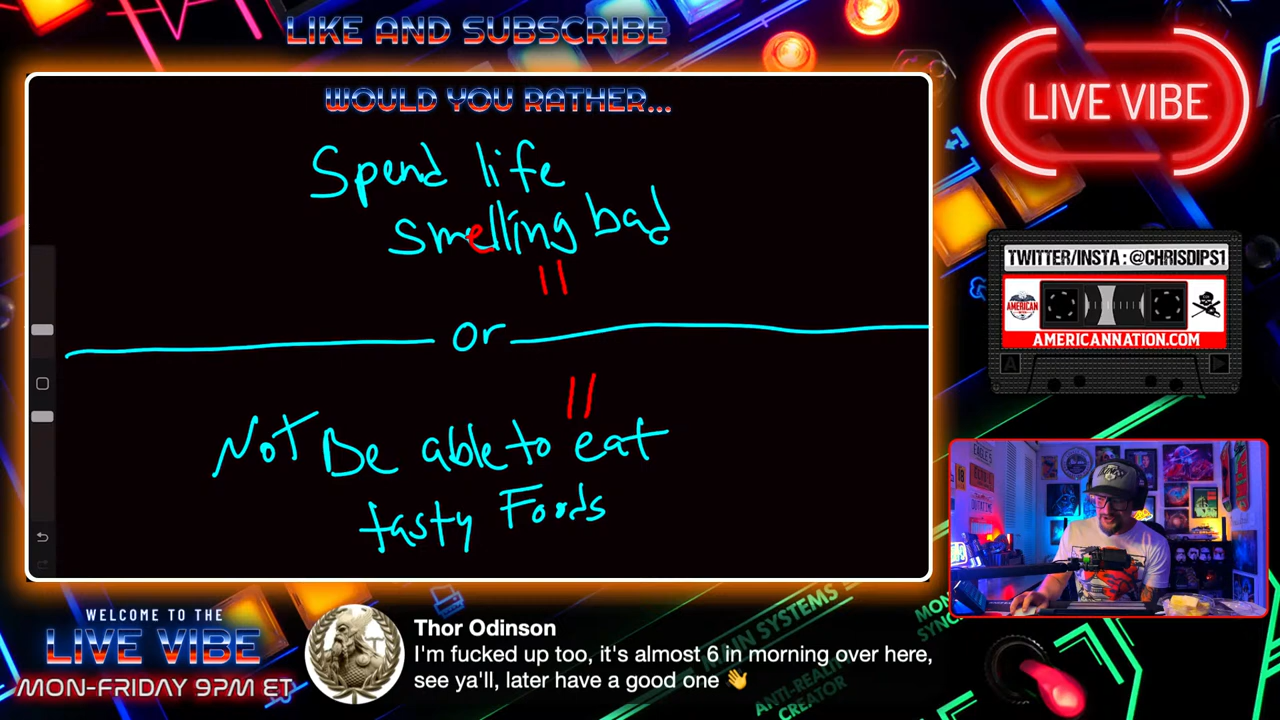 LIKE AND SUBSCRIBE
WOULD YOU RATHER...
Spend life
smelling bad
or
Not Be able to eat
tasty Foods
LIVE VIBE
TWITTER/INSTA : @CHRISDIPS1
AMERICAN
AMERICANNATION.COM
A
WELCOME TO THE
LIVE VIBE
MON-FRIDAY 9PM ET
Thor Odinson
I'm fucked up too, it's almost 6 in morning over here,
see ya'll, later have a good one 👋